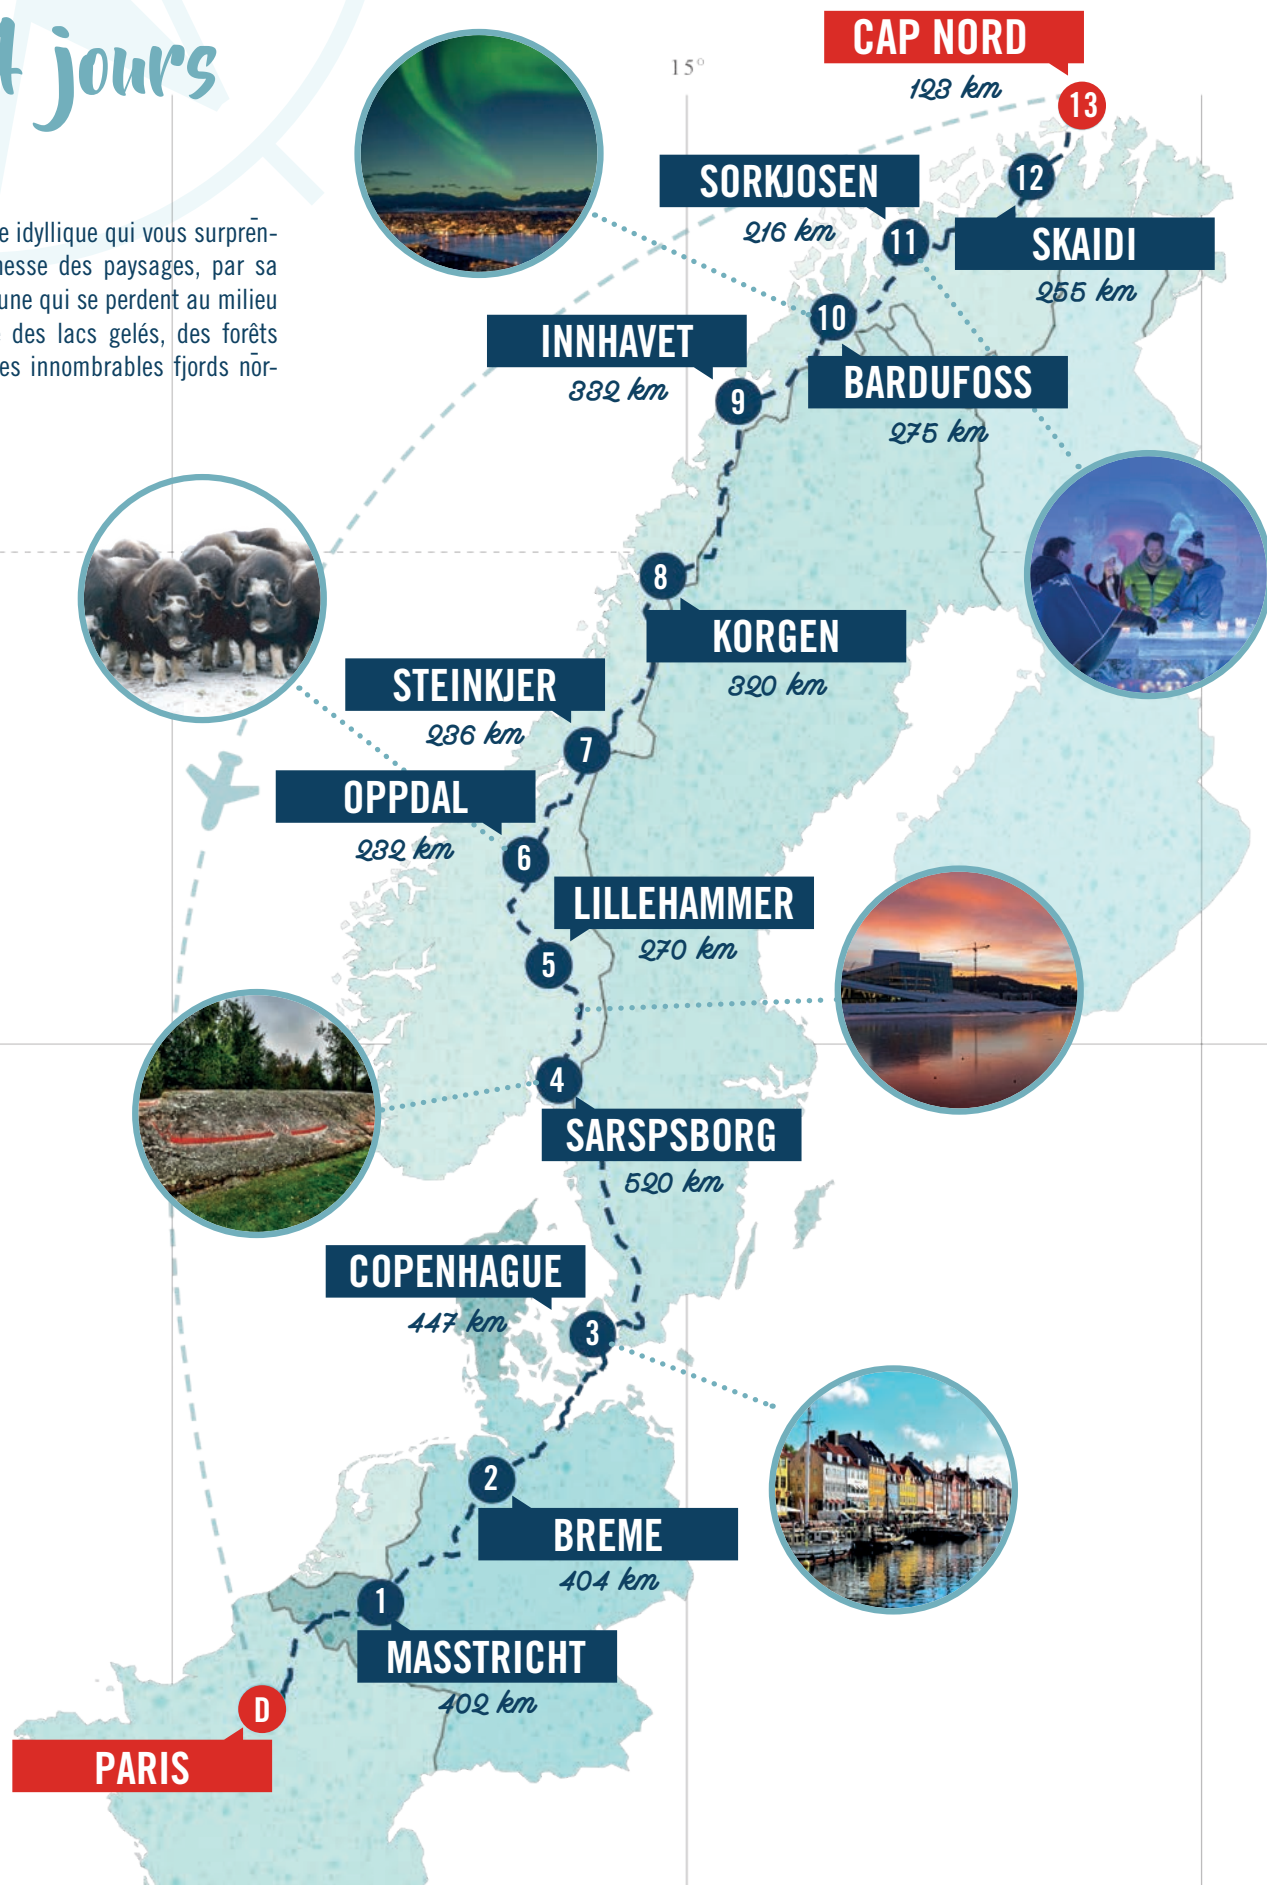 jours
15°
e idyllique qui vous surpren-
nesse des paysages, par sa
une qui se perdent au milieu
des lacs gelés, des forêts
es innombrables fjords nor-
CAP NORD
123 km
13
12
SORKJOSEN
216 km
11
SKAIDI
255 km
10
INNHAVET
332 km
9
BARDUFOSS
275 km
8
KORGEN
320 km
STEINKJER
236 km
7
OPPDAL
232 km
6
LILLEHAMMER
270 km
5
4
SARSPSBORG
520 km
COPENHAGUE
447 km
3
2
BREME
404 km
1
MASSTRICHT
402 km
D
PARIS